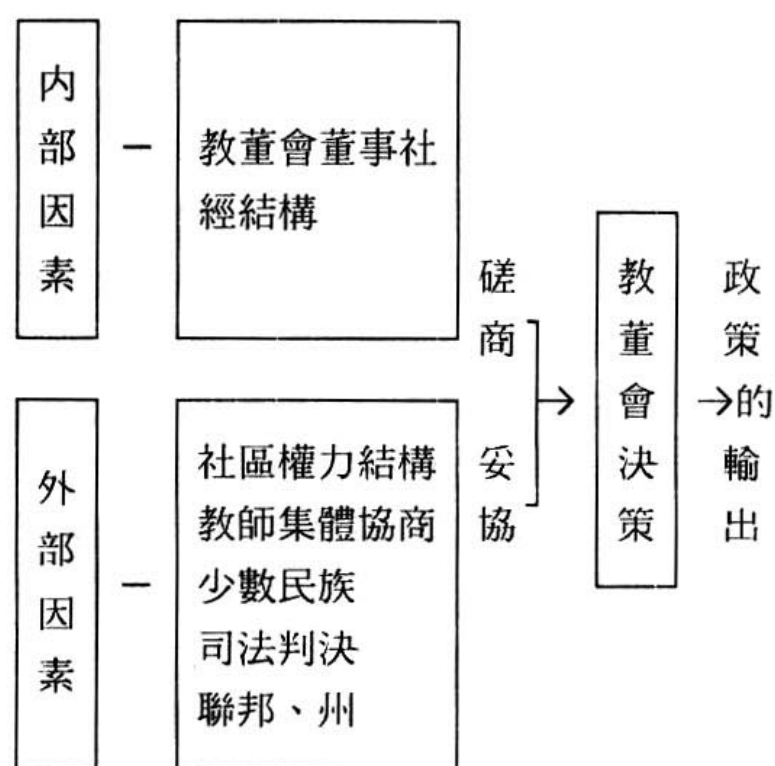 内部因素
—
教董會董事社
經結構
外部因素
—
社區權力結構
教師集體協商
少數民族
司法判決
聯邦、州
磋商 妥協
→
教董會決策
→
政策的輸出